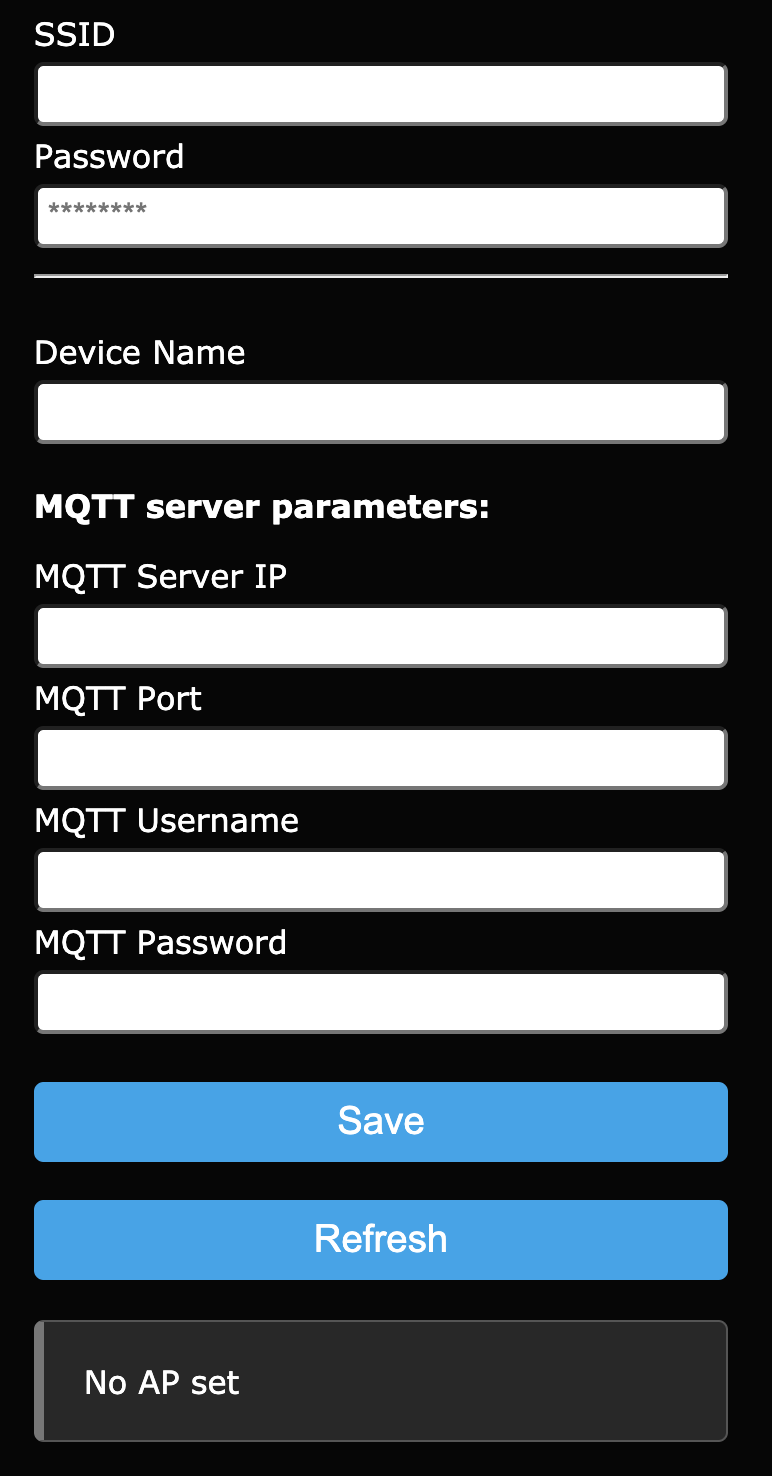 SSID
Password
********
Device Name
MQTT server parameters:
MQTT Server IP
MQTT Port
MQTT Username
MQTT Password
Save
Refresh
No AP set